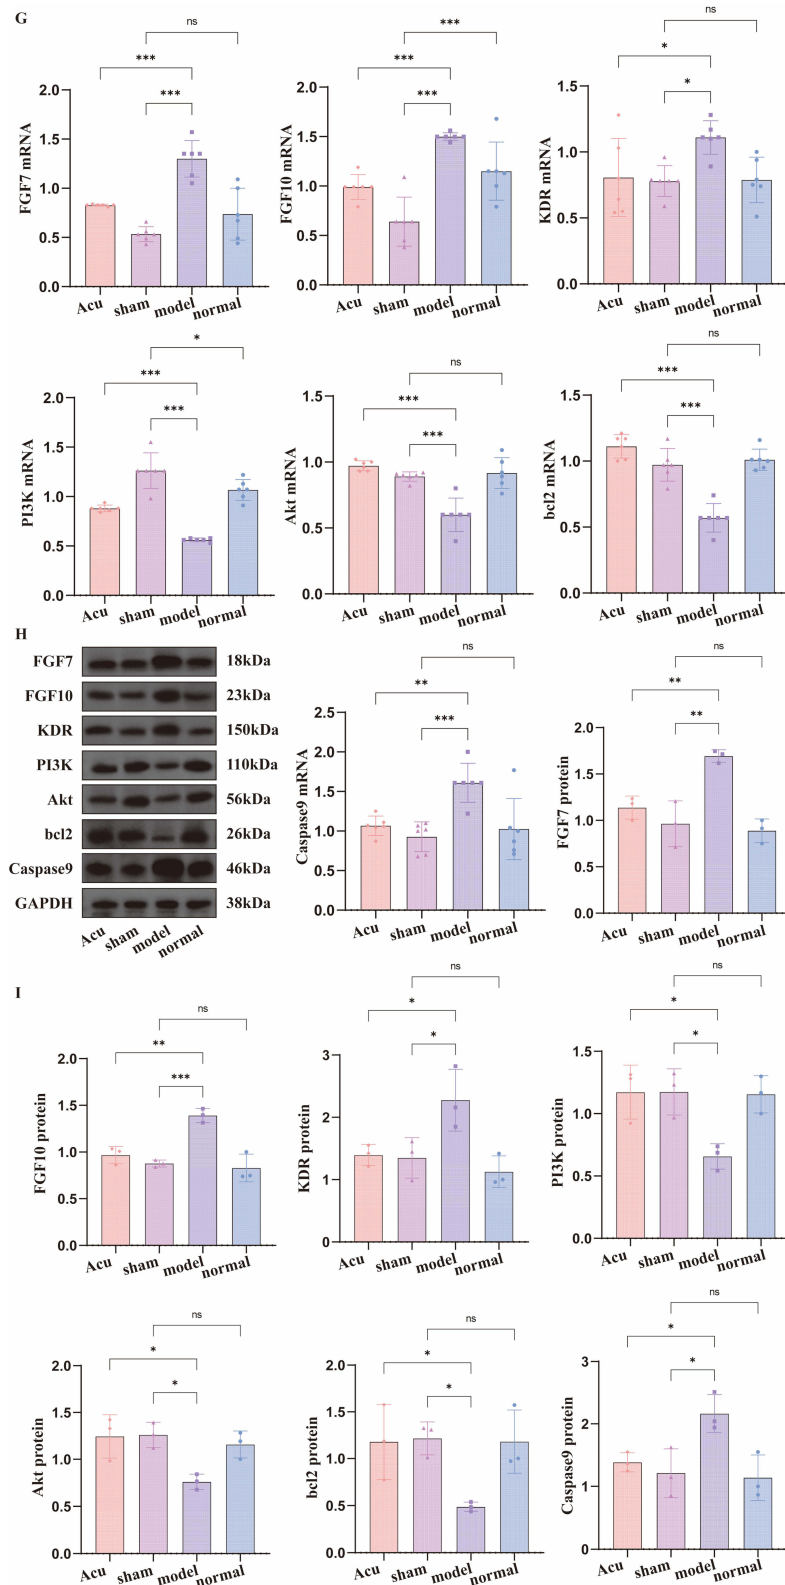 G
ns
***
***
FGF7 mRNA
2.0
1.5
1.0
0.5
0.0
Acu sham model normal
***
***
***
FGF10 mRNA
2.0
1.5
1.0
0.5
0.0
Acu sham model normal
ns
*
*
KDR mRNA
1.5
1.0
0.5
0.0
Acu sham model normal
*
***
***
PI3K mRNA
2.0
1.5
1.0
0.5
0.0
Acu sham model normal
ns
***
***
Akt mRNA
1.5
1.0
0.5
0.0
Acu sham model normal
ns
***
***
bcl2 mRNA
1.5
1.0
0.5
0.0
Acu sham model normal
H
FGF7 18kDa
FGF10 23kDa
KDR 150kDa
PI3K 110kDa
Akt 56kDa
bcl2 26kDa
Caspase9 46kDa
GAPDH 38kDa
Acu sham model normal
ns
**
***
Caspase9 mRNA
2.5
2.0
1.5
1.0
0.5
0.0
Acu sham model normal
ns
**
**
FGF7 protein
2.0
1.5
1.0
0.5
0.0
Acu sham model normal
I
ns
**
***
FGF10 protein
2.0
1.5
1.0
0.5
0.0
Acu sham model normal
ns
*
*
KDR protein
3
2
1
0
Acu sham model normal
ns
*
*
PI3K protein
1.5
1.0
0.5
0.0
Acu sham model normal
ns
*
*
Akt protein
2.0
1.5
1.0
0.5
0.0
Acu sham model normal
ns
*
*
bcl2 protein
2.0
1.5
1.0
0.5
0.0
Acu sham model normal
ns
*
*
Caspase9 protein
3
2
1
0
Acu sham model normal